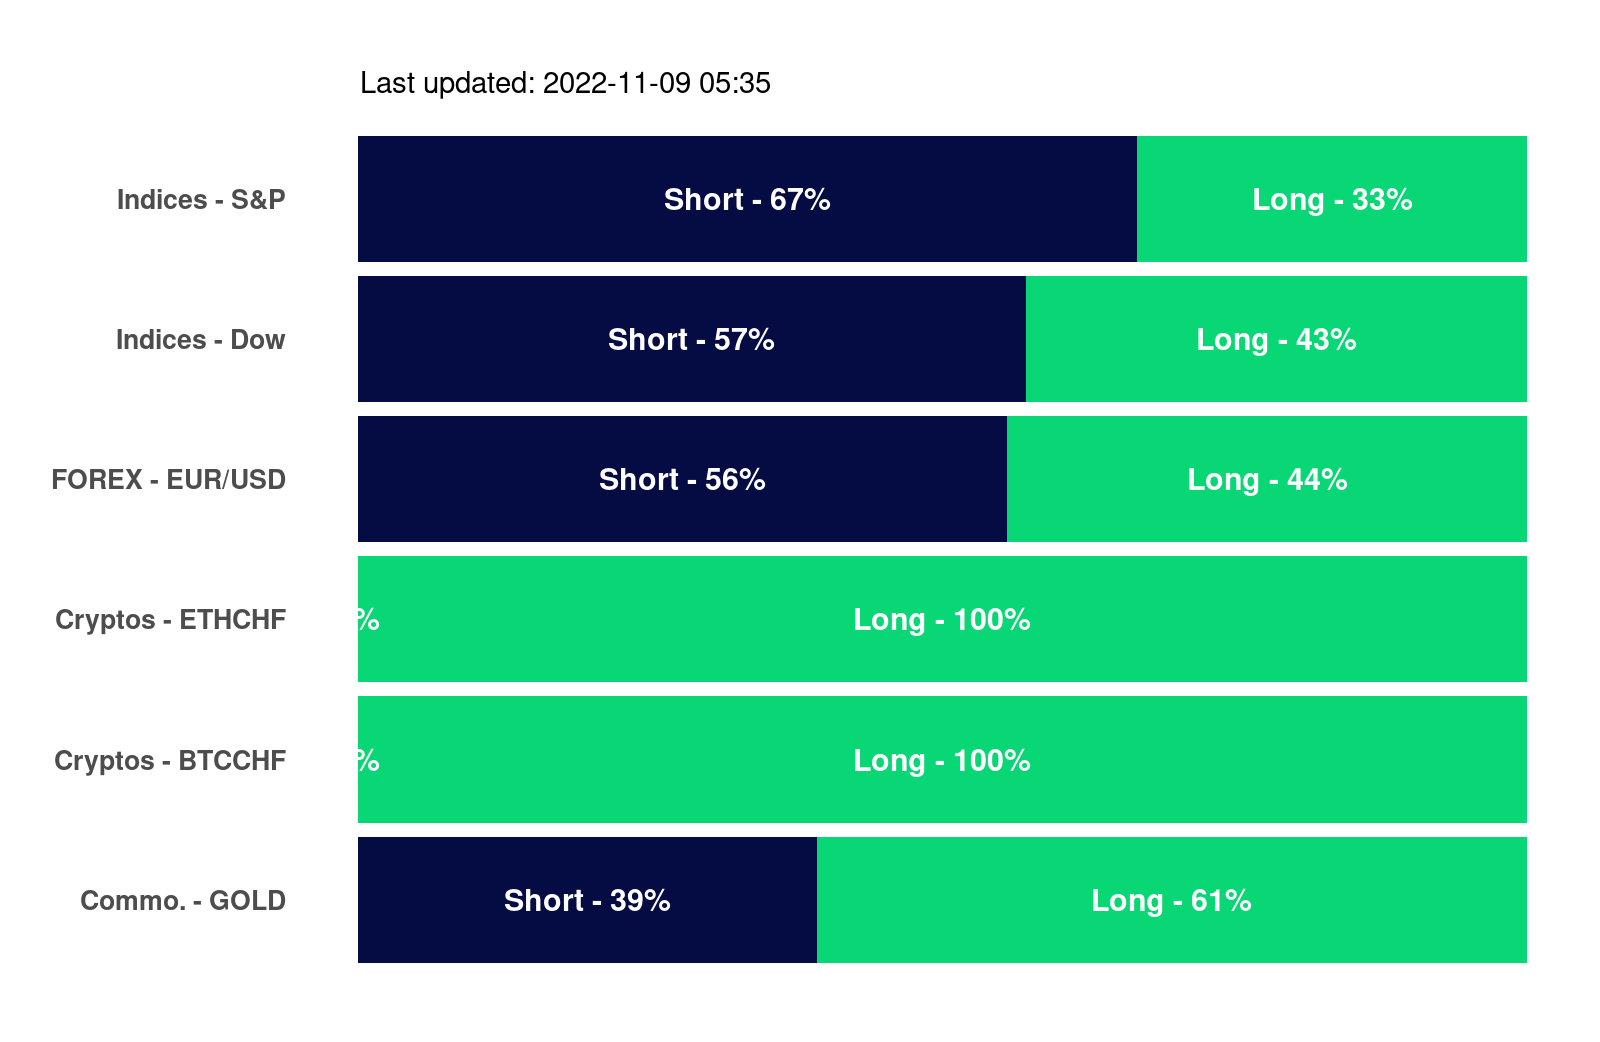 Last updated: 2022-11-09 05:35
Indices - S&P Short - 67% Long - 33%
Indices - Dow Short - 57% Long - 43%
FOREX - EUR/USD Short - 56% Long - 44%
Cryptos - ETHCHF % Long - 100%
Cryptos - BTCCHF % Long - 100%
Commo. - GOLD Short - 39% Long - 61%